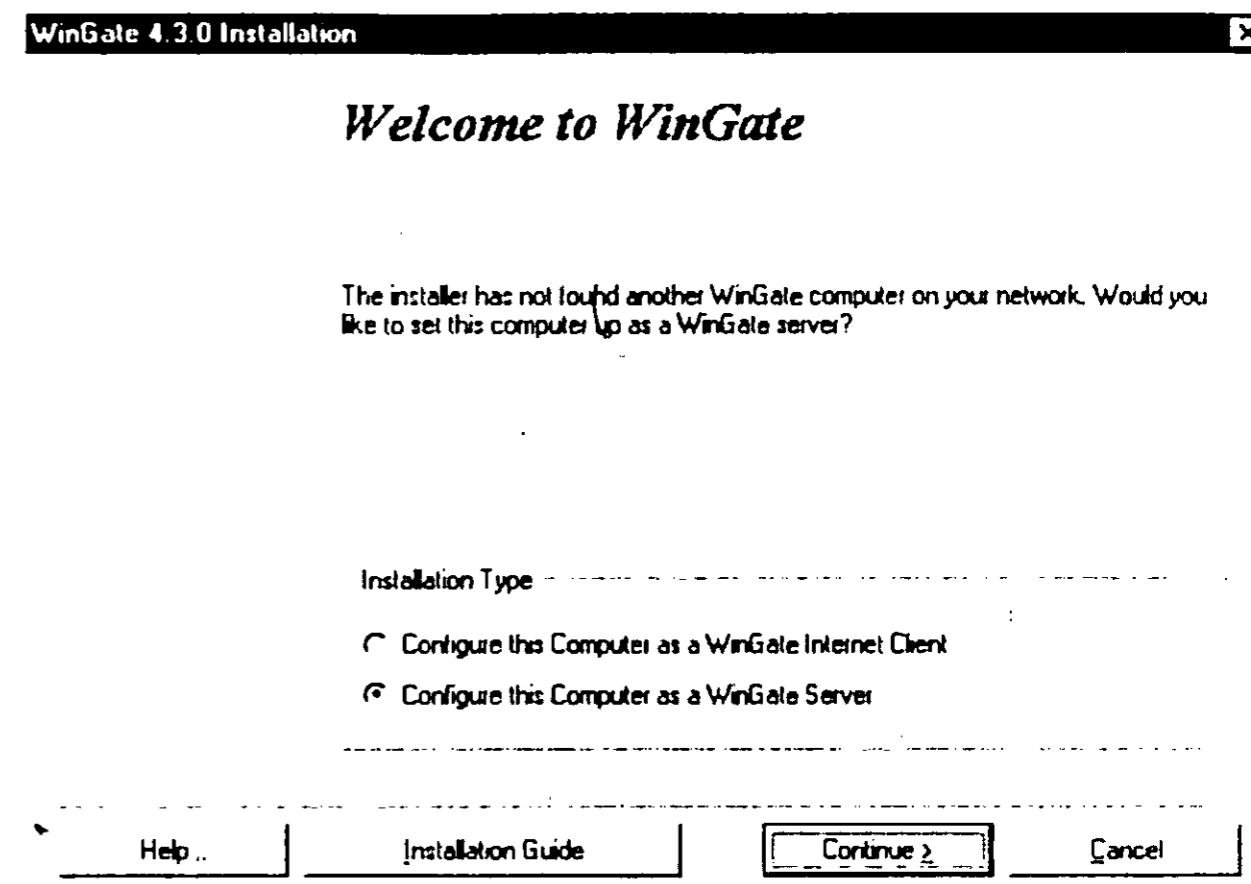 WinGate 4.3.0 Installation
Welcome to WinGate
The installer has not found another WinGate computer on your network. Would you
like to set this computer up as a WinGate server?
Installation Type
Configure this Computer as a WinGate Internet Client
Configure this Computer as a WinGate Server
Help ..
Installation Guide
Continue >
Cancel